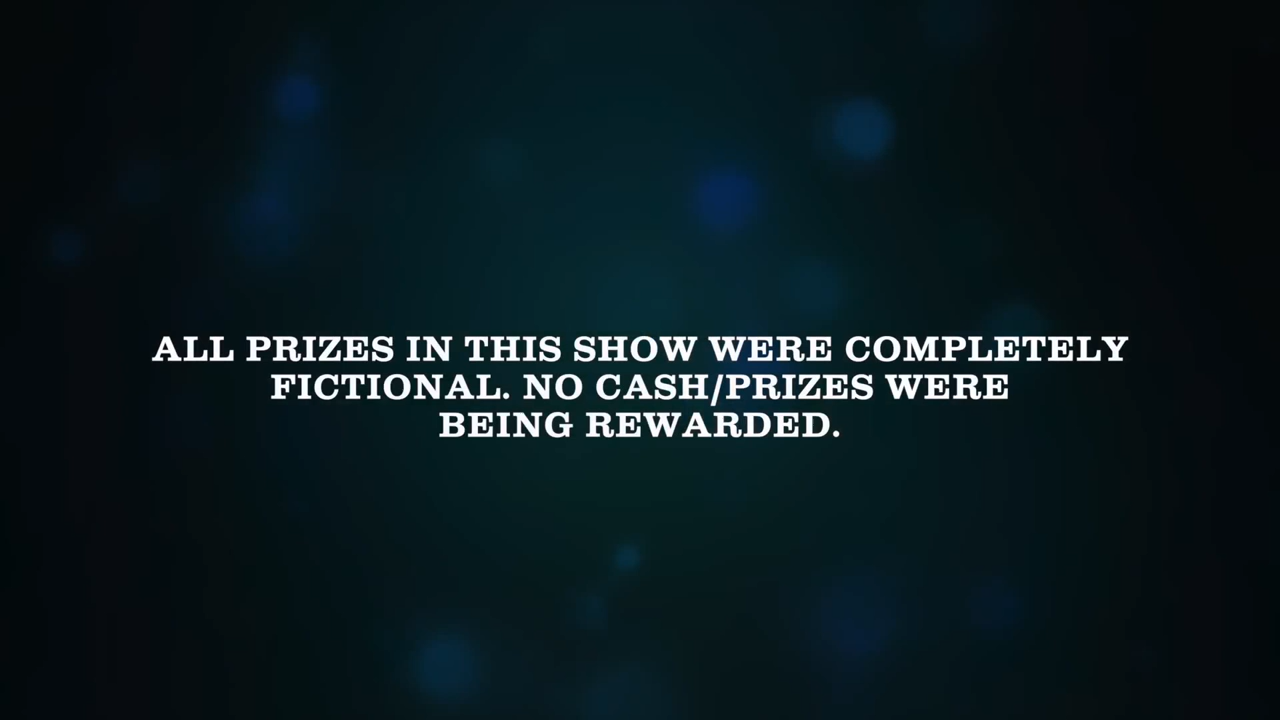 ALL PRIZES IN THIS SHOW WERE COMPLETELY
FICTIONAL. NO CASH/PRIZES WERE
BEING REWARDED.